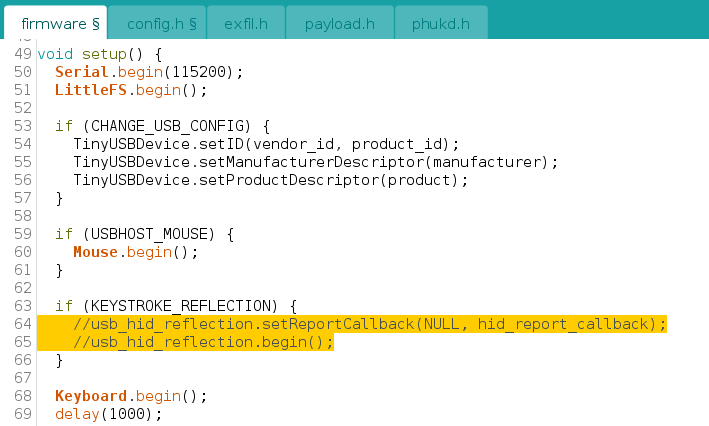 firmware §
config.h §
exfil.h
payload.h
phukd.h
49 void setup() {
50 Serial.begin(115200);
51 LittleFS.begin();
52
53 if (CHANGE_USB_CONFIG) {
54 TinyUSBDevice.setID(vendor_id, product_id);
55 TinyUSBDevice.setManufacturerDescriptor(manufacturer);
56 TinyUSBDevice.setProductDescriptor(product);
57 }
58
59 if (USBHOST_MOUSE) {
60 Mouse.begin();
61 }
62
63 if (KEYSTROKE_REFLECTION) {
64 //usb_hid_reflection.setReportCallback(NULL, hid_report_callback);
65 //usb_hid_reflection.begin();
66 }
67
68 Keyboard.begin();
69 delay(1000);